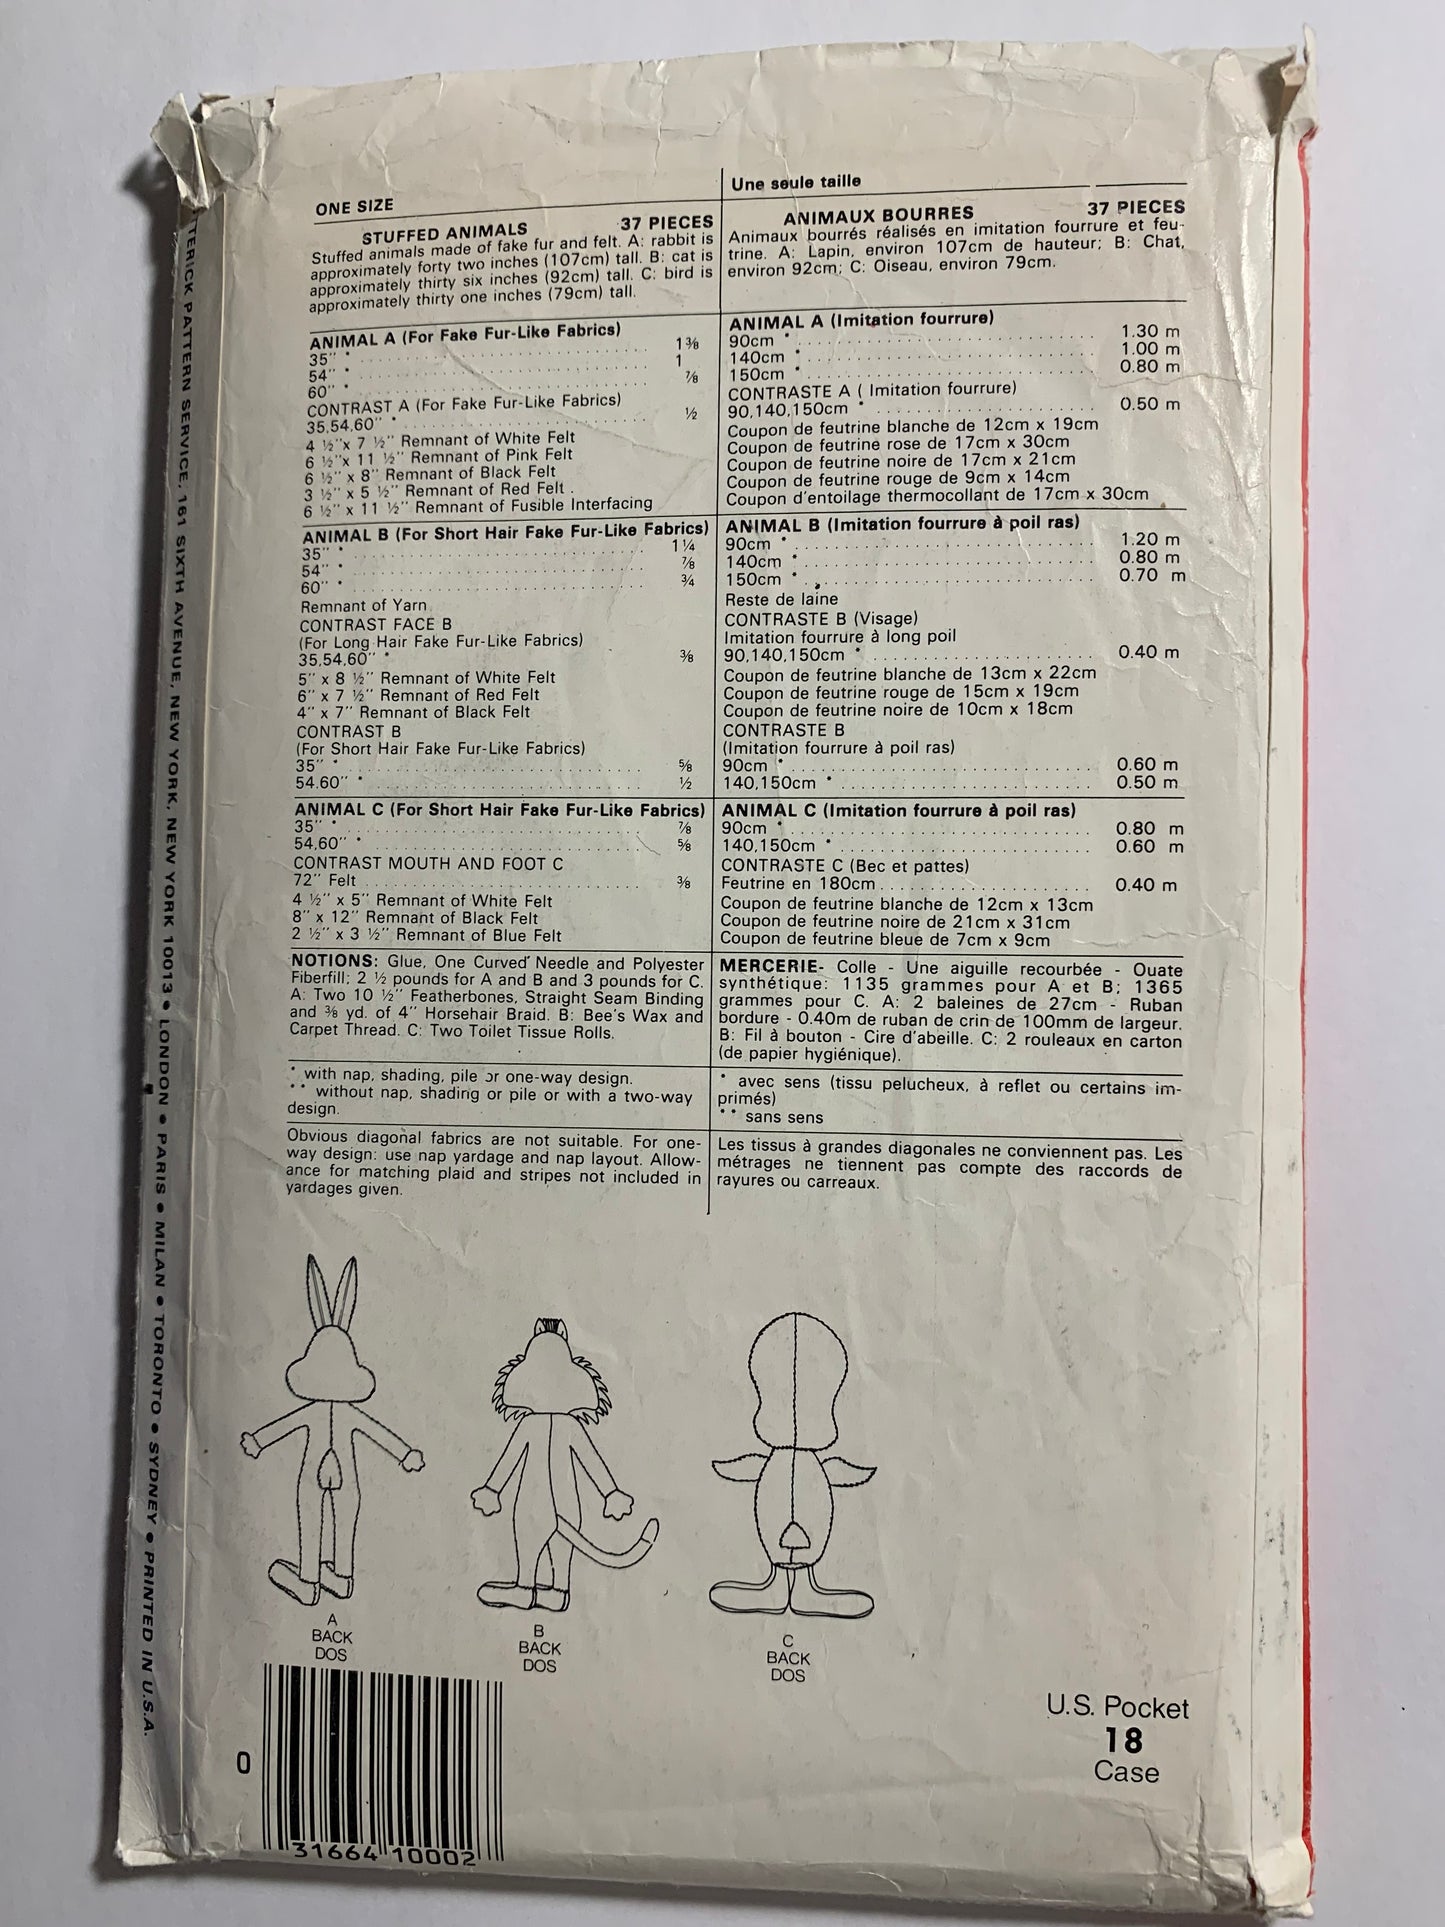 ONE SIZE
STUFFED ANIMALS 37 PIECES
Stuffed animals made of fake fur and felt. A: rabbit is
approximately forty two inches (107cm) tall. B: cat is
approximately thirty six inches (92cm) tall. C: bird is
approximately thirty one inches (79cm) tall.
ANIMAL A (For Fake Fur-Like Fabrics)
35" * 1 3/8
54" * 1
60" * 7/8
CONTRAST A (For Fake Fur-Like Fabrics)
35,54,60" * 1/2
4 1/2"x 7 1/2" Remnant of White Felt
6 1/2"x 11 1/2" Remnant of Pink Felt
6 1/2" x 8" Remnant of Black Felt
3 1/2" x 5 1/2" Remnant of Red Felt .
6 1/2" x 11 1/2" Remnant of Fusible Interfacing
ANIMAL B (For Short Hair Fake Fur-Like Fabrics)
35" * 1 1/4
54" * 7/8
60" * 3/4
Remnant of Yarn
CONTRAST FACE B
(For Long Hair Fake Fur-Like Fabrics)
35,54,60" * 3/8
5" x 8 1/2" Remnant of White Felt
6" x 7 1/2" Remnant of Red Felt
4" x 7" Remnant of Black Felt
CONTRAST B
(For Short Hair Fake Fur-Like Fabrics)
35" * 5/8
54,60" * 1/2
ANIMAL C (For Short Hair Fake Fur-Like Fabrics)
35" * 7/8
54,60" * 5/8
CONTRAST MOUTH AND FOOT C
72" Felt 3/8
4 1/2" x 5" Remnant of White Felt
8" x 12" Remnant of Black Felt
2 1/2" x 3 1/2" Remnant of Blue Felt
NOTIONS: Glue, One Curved Needle and Polyester
Fiberfill; 2 1/2 pounds for A and B and 3 pounds for C.
A: Two 10 1/2" Featherbones, Straight Seam Binding
and 3/8 yd. of 4" Horsehair Braid. B: Bee's Wax and
Carpet Thread. C: Two Toilet Tissue Rolls.
* with nap, shading, pile or one-way design.
** without nap, shading or pile or with a two-way
design.
Obvious diagonal fabrics are not suitable. For one-
way design: use nap yardage and nap layout. Allow-
ance for matching plaid and stripes not included in
yardages given.
Une seule taille
ANIMAUX BOURRES 37 PIECES
Animaux bourrés réalisés en imitation fourrure et feu-
trine. A: Lapin, environ 107cm de hauteur; B: Chat,
environ 92cm; C: Oiseau, environ 79cm.
ANIMAL A (Imitation fourrure)
90cm * 1.30 m
140cm * 1.00 m
150cm * 0.80 m
CONTRASTE A ( Imitation fourrure)
90,140,150cm * 0.50 m
Coupon de feutrine blanche de 12cm x 19cm
Coupon de feutrine rose de 17cm x 30cm
Coupon de feutrine noire de 17cm x 21cm
Coupon de feutrine rouge de 9cm x 14cm
Coupon d'entoilage thermocollant de 17cm x 30cm
ANIMAL B (Imitation fourrure à poil ras)
90cm * 1.20 m
140cm * 0.80 m
150cm * 0.70 m
Reste de laine
CONTRASTE B (Visage)
Imitation fourrure à long poil
90,140,150cm * 0.40 m
Coupon de feutrine blanche de 13cm x 22cm
Coupon de feutrine rouge de 15cm x 19cm
Coupon de feutrine noire de 10cm x 18cm
CONTRASTE B
(Imitation fourrure à poil ras)
90cm * 0.60 m
140,150cm * 0.50 m
ANIMAL C (Imitation fourrure à poil ras)
90cm * 0.80 m
140,150cm * 0.60 m
CONTRASTE C (Bec et pattes)
Feutrine en 180cm 0.40 m
Coupon de feutrine blanche de 12cm x 13cm
Coupon de feutrine noire de 21cm x 31cm
Coupon de feutrine bleue de 7cm x 9cm
MERCERIE- Colle - Une aiguille recourbée - Ouate
synthétique: 1135 grammes pour A et B; 1365
grammes pour C. A: 2 baleines de 27cm - Ruban
bordure - 0.40m de ruban de crin de 100mm de largeur.
B: Fil à bouton - Cire d'abeille. C: 2 rouleaux en carton
(de papier hygiénique).
* avec sens (tissu pelucheux, à reflet ou certains im-
primés)
** sans sens
Les tissus à grandes diagonales ne conviennent pas. Les
métrages ne tiennent pas compte des raccords de
rayures ou carreaux.
A
BACK
DOS
B
BACK
DOS
C
BACK
DOS
U.S. Pocket
18
Case
0
31664 10002
TERICK PATTERN SERVICE, 161 SIXTH AVENUE, NEW YORK, NEW YORK 10013 • LONDON • PARIS • MILAN • TORONTO • SYDNEY • PRINTED IN U.S.A.